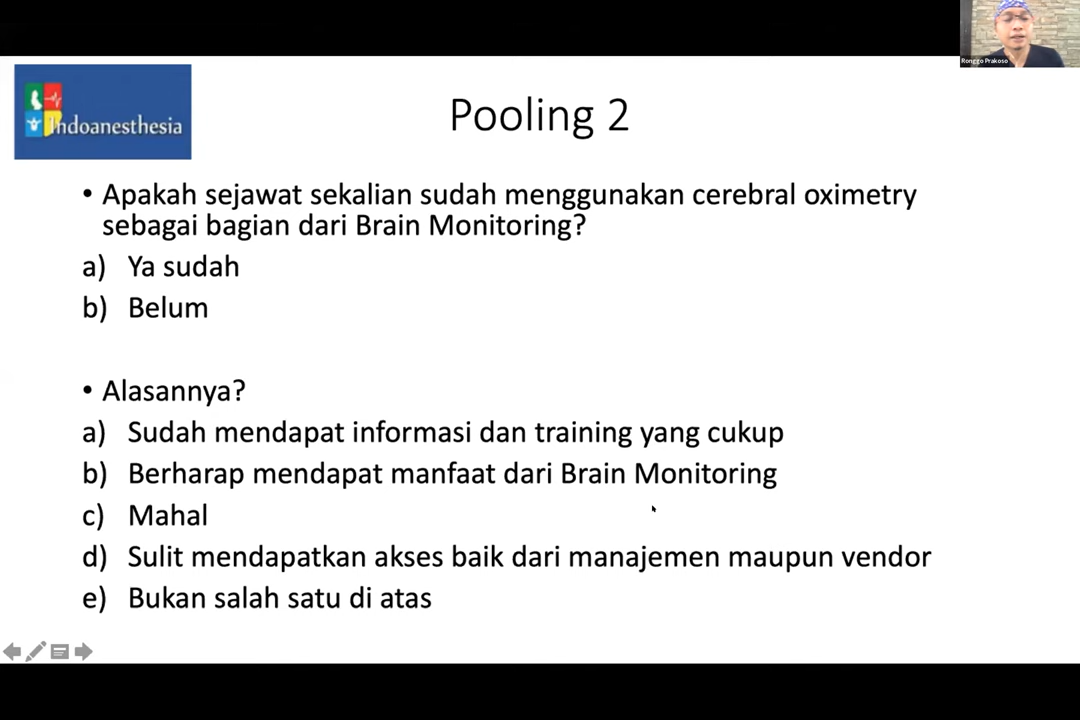 Ronggo Prakoso
Indoanesthesia
Pooling 2
• Apakah sejawat sekalian sudah menggunakan cerebral oximetry
sebagai bagian dari Brain Monitoring?
a) Ya sudah
b) Belum
• Alasannya?
a) Sudah mendapat informasi dan training yang cukup
b) Berharap mendapat manfaat dari Brain Monitoring
c) Mahal
d) Sulit mendapatkan akses baik dari manajemen maupun vendor
e) Bukan salah satu di atas